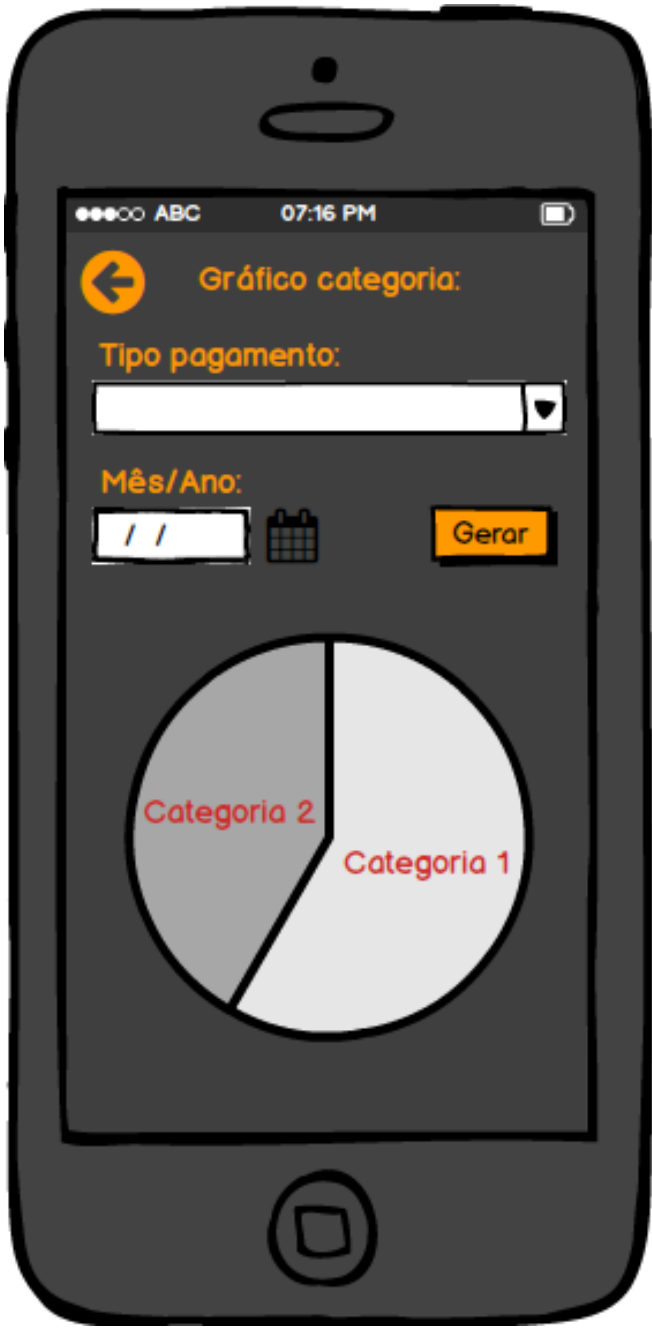 ABC 07:16 PM
Gráfico categoria:
Tipo pagamento:
Mês/Ano:
/ /
Gerar
Categoria 2
Categoria 1